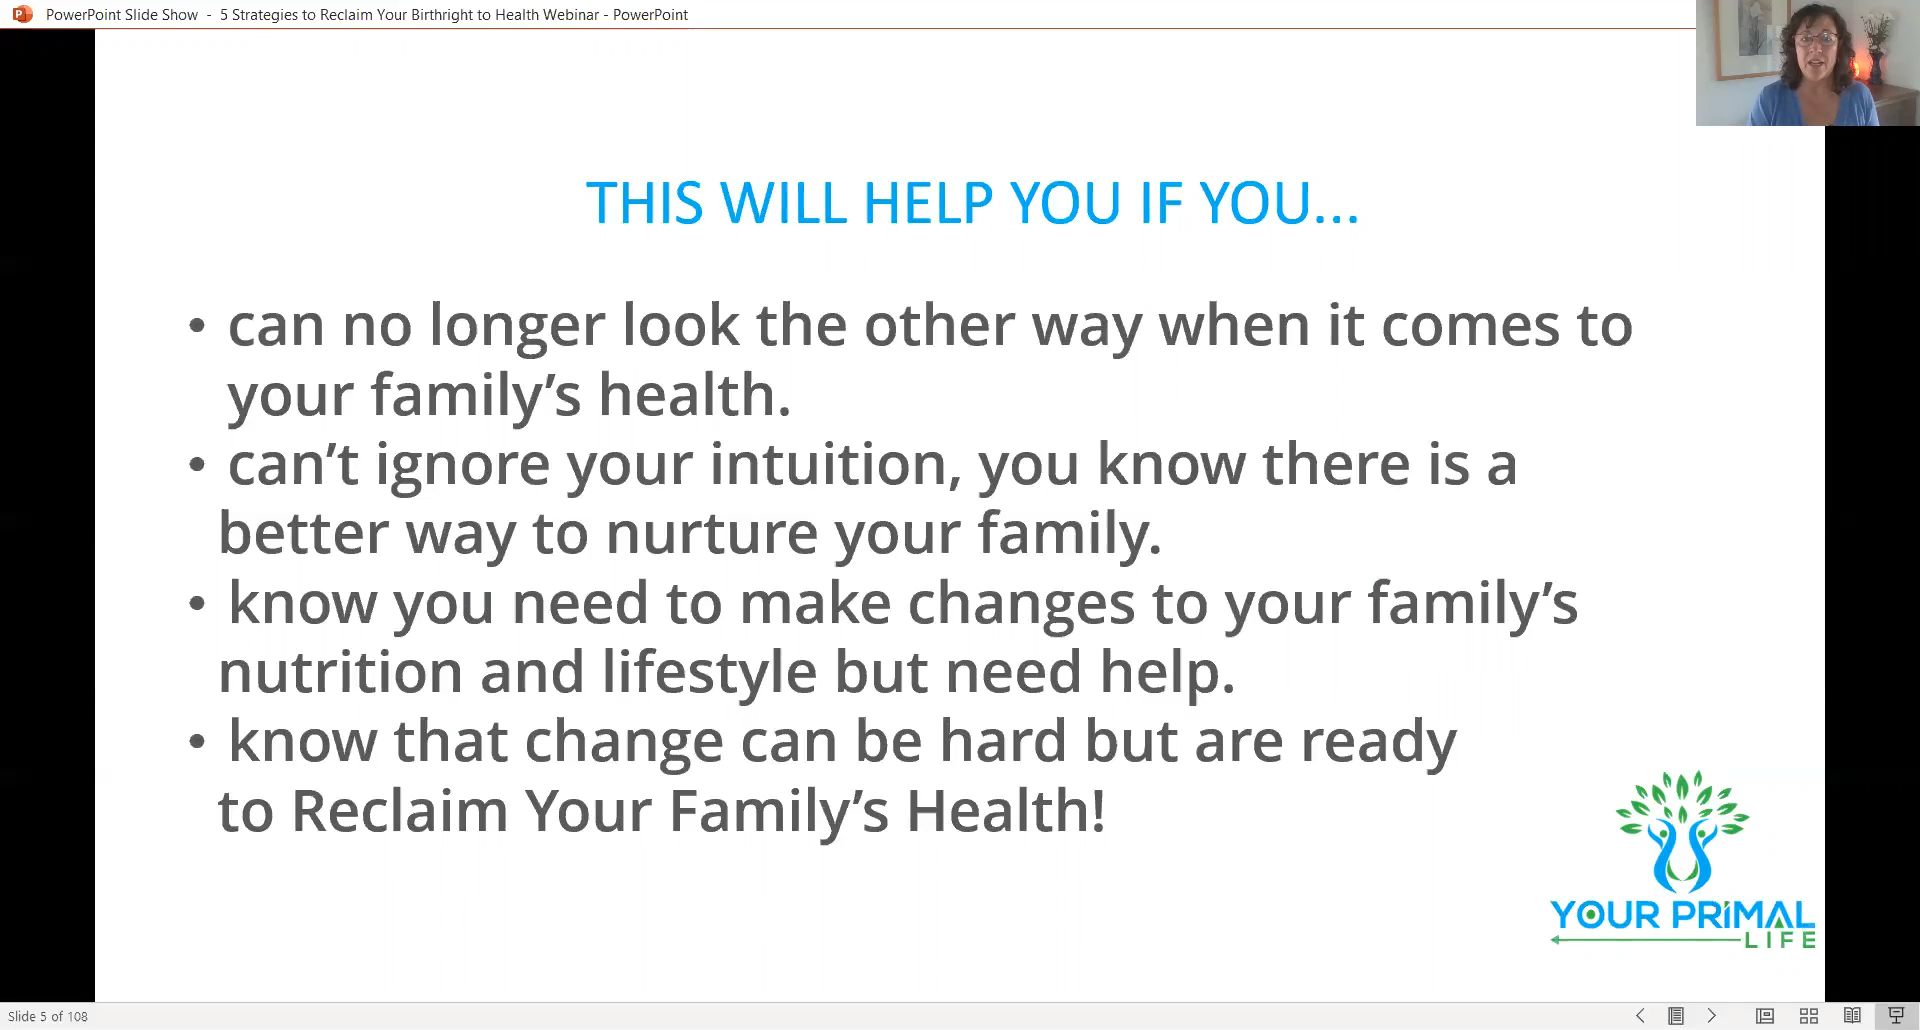 PowerPoint Slide Show - 5 Strategies to Reclaim Your Birthright to Health Webinar - PowerPoint
THIS WILL HELP YOU IF YOU...
• can no longer look the other way when it comes to
your family’s health.
• can’t ignore your intuition, you know there is a
better way to nurture your family.
• know you need to make changes to your family’s
nutrition and lifestyle but need help.
• know that change can be hard but are ready
to Reclaim Your Family’s Health!
YOUR PRiMAL
LIFE
Slide 5 of 108